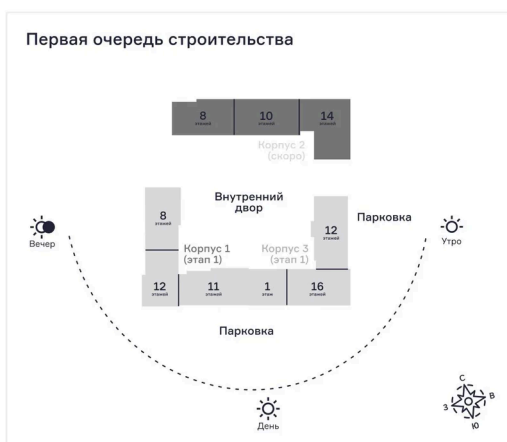 Первая очередь строительства
8
этажей
10
этажей
14
этажей
Корпус 2
(скоро)
Внутренний
двор
8
этажей
12
этажей
Парковка
Вечер
Утро
Корпус 1
(этап 1)
Корпус 3
(этап 1)
12
этажей
11
этажей
1
этаж
16
этажей
Парковка
День
С
В
З
Ю